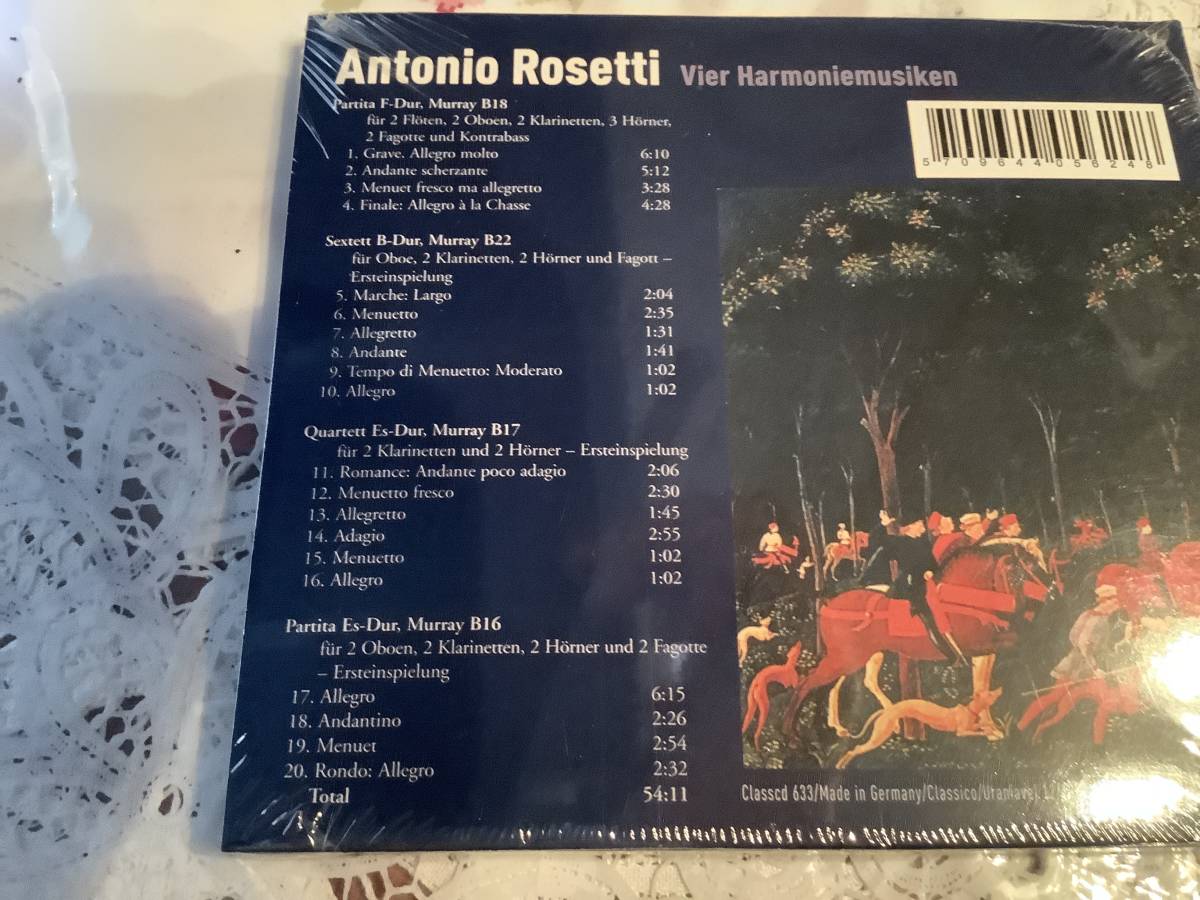 Antonio Rosetti Vier Harmoniemusiken
Partita F-Dur, Murray B18
für 2 Flöten, 2 Oboen, 2 Klarinetten, 3 Hörner,
2 Fagotte und Kontrabass
1. Grave. Allegro molto 6:10
2. Andante scherzante 5:12
3. Menuet fresco ma allegretto 3:28
4. Finale: Allegro à la Chasse 4:28
Sextett B-Dur, Murray B22
für Oboe, 2 Klarinetten, 2 Hörner und Fagott –
Ersteinspielung
5. Marche: Largo 2:04
6. Menuetto 2:35
7. Allegretto 1:31
8. Andante 1:41
9. Tempo di Menuetto: Moderato 1:02
10. Allegro 1:02
Quartett Es-Dur, Murray B17
für 2 Klarinetten und 2 Hörner – Ersteinspielung
11. Romance: Andante poco adagio 2:06
12. Menuetto fresco 2:30
13. Allegretto 1:45
14. Adagio 2:55
15. Menuetto 1:02
16. Allegro 1:02
Partita Es-Dur, Murray B16
für 2 Oboen, 2 Klarinetten, 2 Hörner und 2 Fagotte
– Ersteinspielung
17. Allegro 6:15
18. Andantino 2:26
19. Menuet 2:54
20. Rondo: Allegro 2:32
Total 54:11
5709644056248
Classcd 633/Made in Germany/Classico/